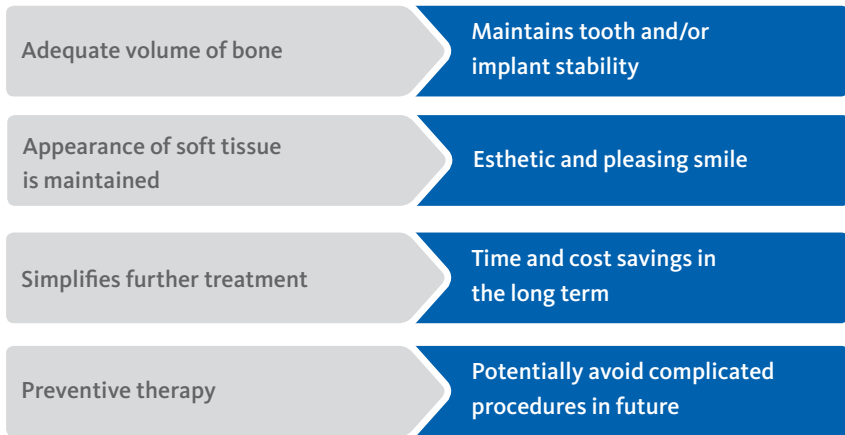 Adequate volume of bone
Maintains tooth and/or
implant stability
Appearance of soft tissue
is maintained
Esthetic and pleasing smile
Simplifies further treatment
Time and cost savings in
the long term
Preventive therapy
Potentially avoid complicated
procedures in future